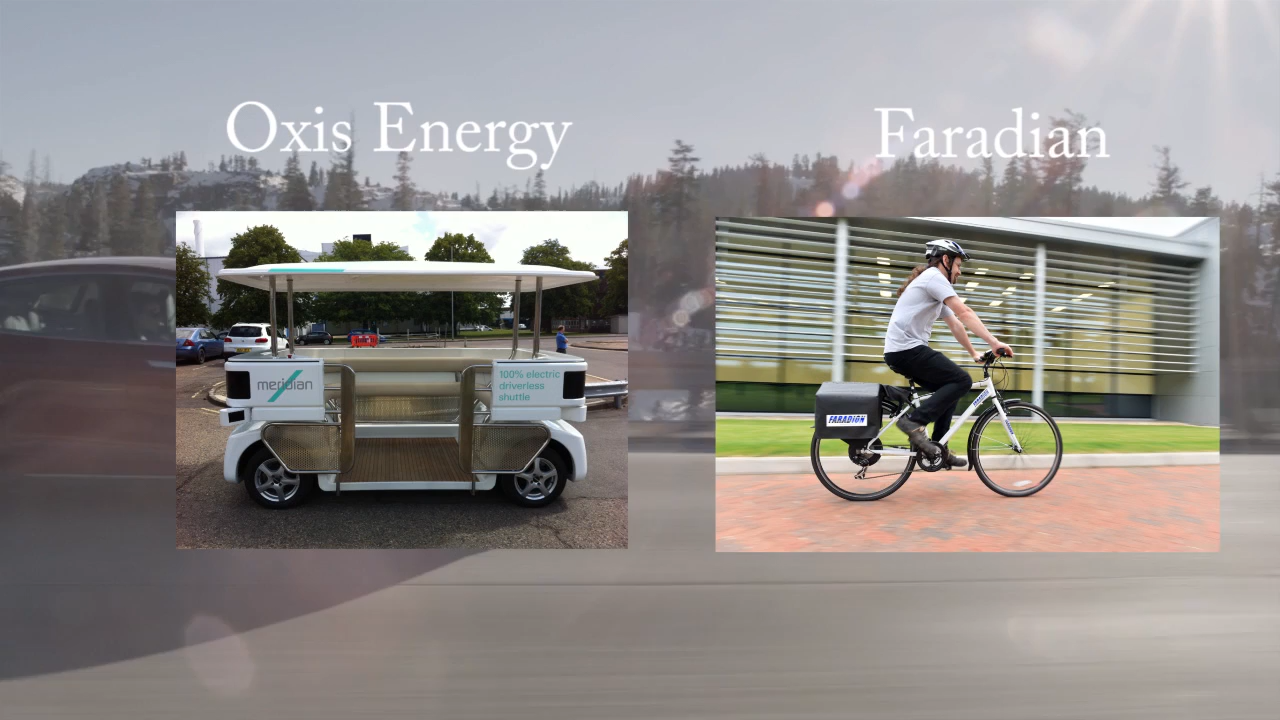 Oxis Energy
Faradian
meridian
100% electric
driverless
shuttle
FARADION